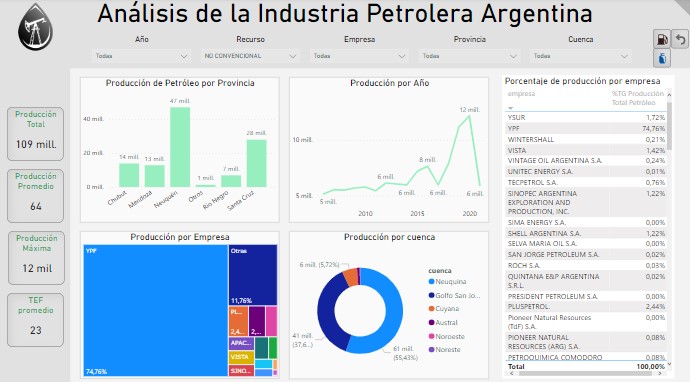 Análisis de la Industria Petrolera Argentina
Año
Recurso
Empresa
Provincia
Cuenca
Todas
NO CONVENCIONAL
Todas
Todas
Todas
Producción Total
109 mill.
Producción Promedio
64
Producción Máxima
12 mil
TEF promedio
23
Producción de Petróleo por Provincia
40 mill.
20 mill.
0 mill.
14 mill.
13 mill.
47 mill.
1 mill.
7 mill.
28 mill.
Chubut
Mendoza
Neuquen
Otros
Rio Negro
Santa Cruz
Producción por Año
10 mill.
5 mill.
5 mill.
6 mill.
6 mill.
8 mill.
6 mill.
12 mill.
6 mill.
2010
2015
2020
Producción por Empresa
YPF
74,76%
Otras
11,76%
PL...
2,4...
2,...
APAC...
VISTA
SINO...
Producción por cuenca
6 mill. (5,72%)
41 mill.
(37,6...)
61 mill.
(55,43%)
cuenca
Neuquina
Golfo San Jo...
Cuyana
Austral
Noroeste
Noreste
Porcentaje de producción por empresa
empresa
%TG Producción
Total Petróleo
YSUR 1,72%
YPF 74,76%
WINTERSHALL 0,21%
VISTA 1,42%
VINTAGE OIL ARGENTINA S.A. 0,24%
UNITEC ENERGY S.A. 0,01%
TECPETROL S.A. 0,76%
SINOPEC ARGENTINA 1,22%
EXPLORATION AND
PRODUCTION, INC.
SIMA ENERGY S.A. 0,00%
SHELL ARGENTINA S.A. 1,22%
SELVA MARIA OIL S.A. 0,00%
SAN JORGE PETROLEUM S.A. 0,02%
ROCH S.A. 0,03%
QUINTANA E&P ARGENTINA 0,02%
S.R.L.
PRESIDENT PETROLEUM S.A. 0,00%
PLUSPETROL. 2,44%
Pioneer Natural Resources 0,00%
(TdF) S.A.
PIONEER NATURAL 0,08%
RESOURCES (ARG) S.A.
PETROQUIMICA COMODORO 0,08%
Total 100,00%